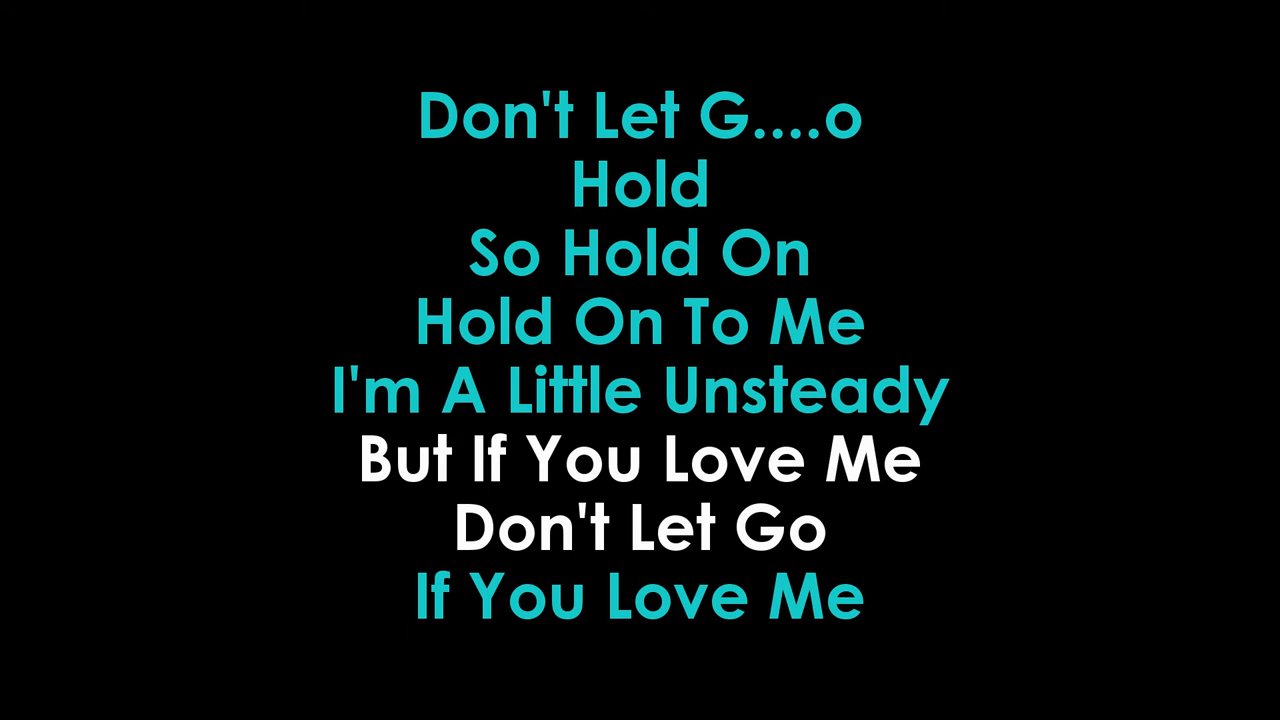 Don't Let G....o
Hold
So Hold On
Hold On To Me
I'm A Little Unsteady
But If You Love Me
Don't Let Go
If You Love Me